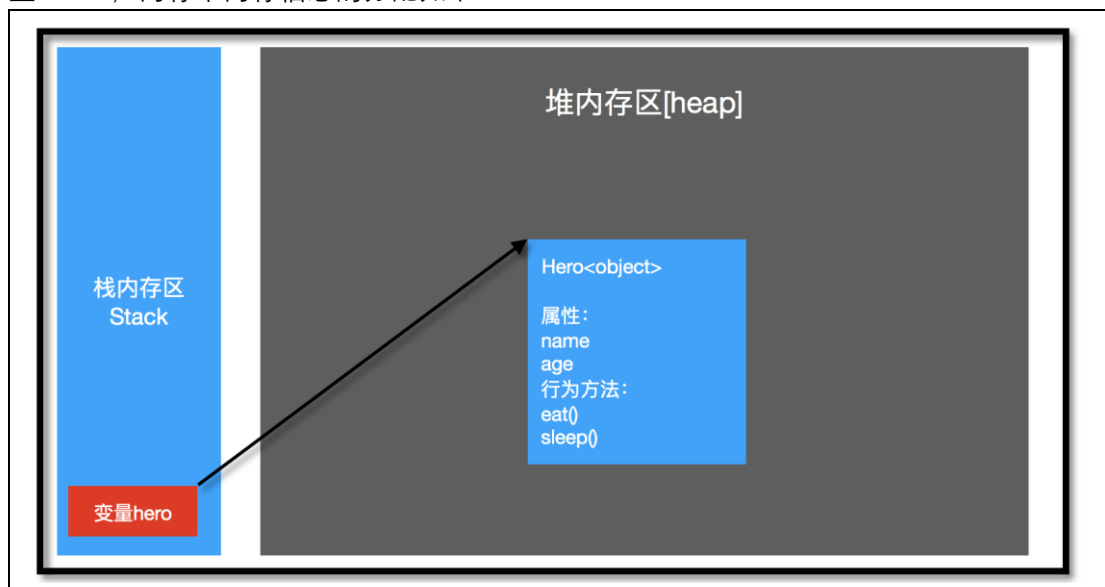 堆内存区[heap]
栈内存区
Stack
变量hero
Hero<object>
属性：
name
age
行为方法：
eat()
sleep()